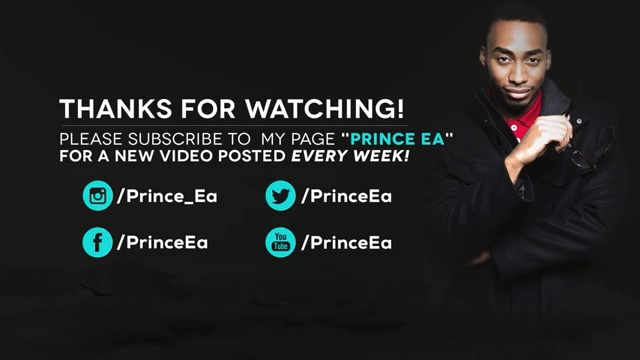 THANKS FOR WATCHING!
PLEASE SUBSCRIBE TO MY PAGE "PRINCE EA"
FOR A NEW VIDEO POSTED EVERY WEEK!
/Prince_Ea
/PrinceEa
/PrinceEa
You Tube /PrinceEa